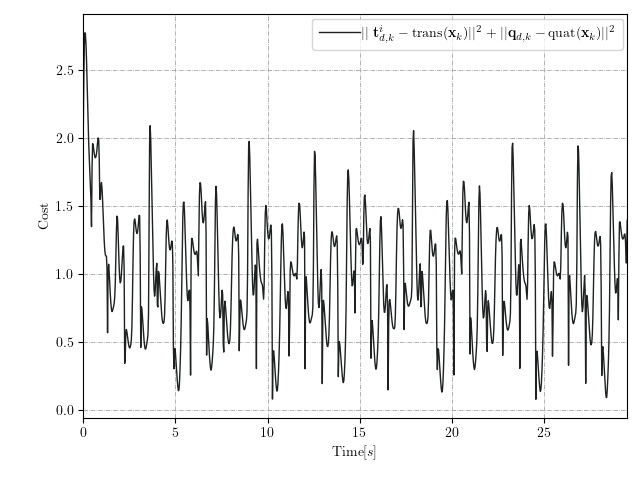 || t^i_{d,k} − trans(x_k)||^2 + ||q_{d,k} − quat(x_k)||^2
2.5
2.0
1.5
1.0
0.5
0.0
Cost
0 5 10 15 20 25
Time[s]